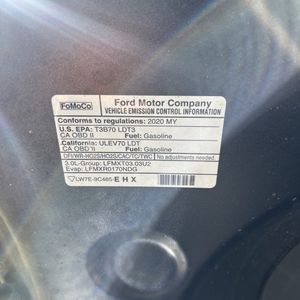 FoMoCo
Ford Motor Company
VEHICLE EMISSION CONTROL INFORMATION
Conforms to regulations: 2020 MY
U.S. EPA: T3B70 LDT3
CA OBD II Fuel: Gasoline
California: ULEV70 LDT
CA OBD II Fuel: Gasoline
DFI/WR-HO2S/HO2S/CAC/TC/TWC No adjustments needed.
3.0L-Group: LFMXT03.03U2
Evap: LFMXR0170NDG
LW7E-9C485-EHX